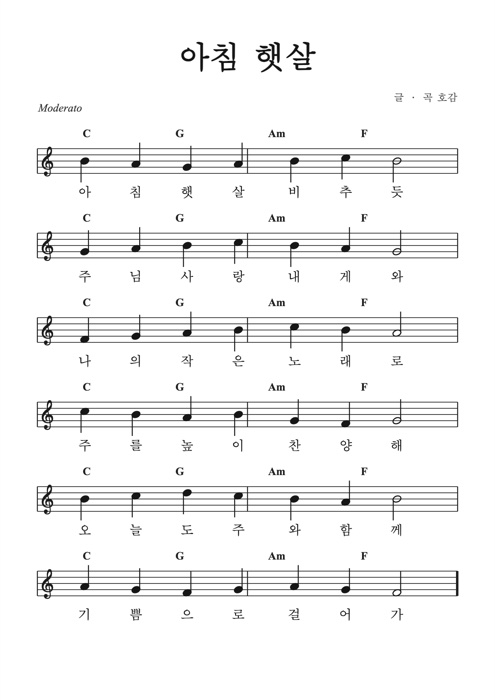 아침 햇살
글 · 곡 호감
Moderato
C G Am F
아 침 햇 살 비 추 듯
C G Am F
주 님 사 랑 내 게 와
C G Am F
나 의 작 은 노 래 로
C G Am F
주 를 높 이 찬 양 해
C G Am F
오 늘 도 주 와 함 께
C G Am F
기 쁨 으 로 걸 어 가